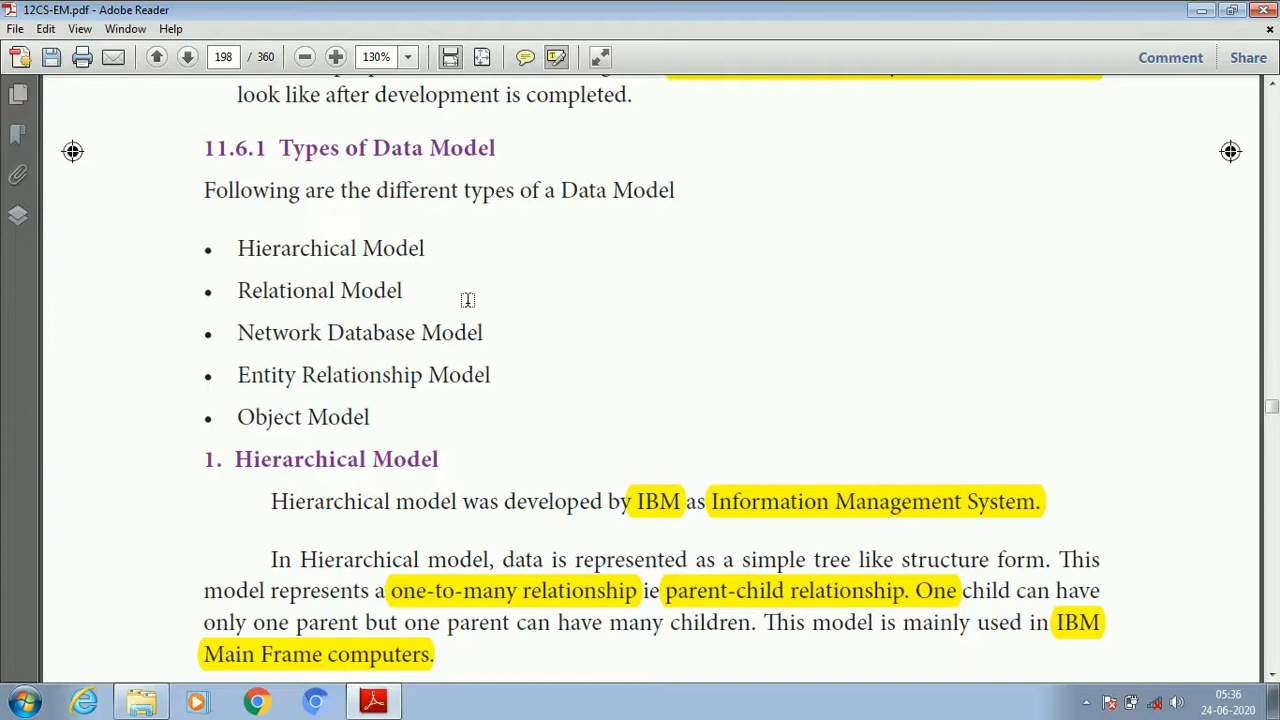 12CS-EM.pdf - Adobe Reader
File Edit View Window Help
198 / 360 130% Comment Share
look like after development is completed.
11.6.1 Types of Data Model
Following are the different types of a Data Model
• Hierarchical Model
• Relational Model
• Network Database Model
• Entity Relationship Model
• Object Model
1. Hierarchical Model
Hierarchical model was developed by IBM as Information Management System.
In Hierarchical model, data is represented as a simple tree like structure form. This
model represents a one-to-many relationship ie parent-child relationship. One child can have
only one parent but one parent can have many children. This model is mainly used in IBM
Main Frame computers.
05:36
24-06-2020